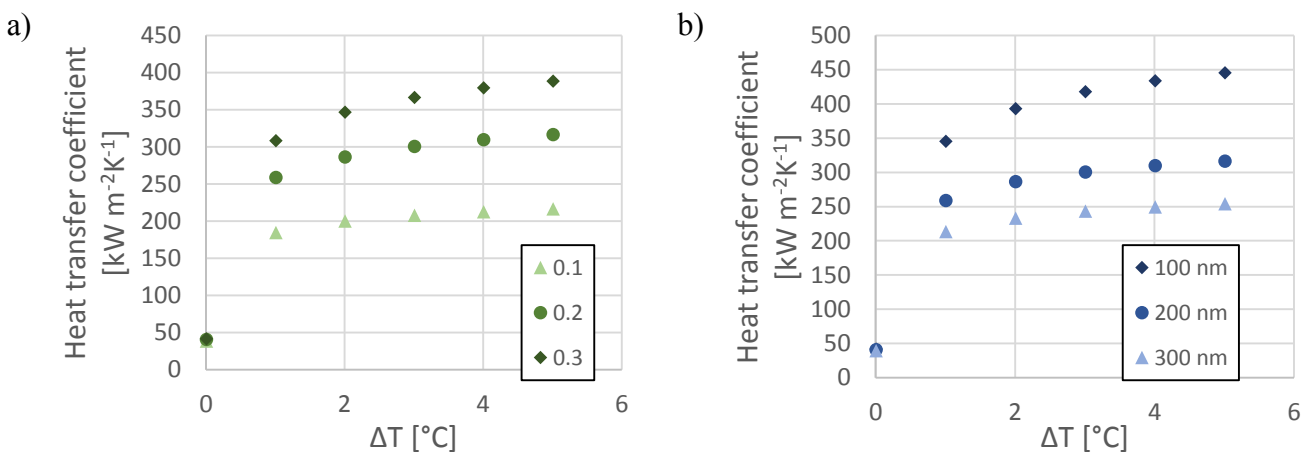 a)
Heat transfer coefficient
[kW m⁻²K⁻¹]
450
400
350
300
250
200
150
100
50
0
0.1
0.2
0.3
0 2 4 6
ΔT [°C]
b)
Heat transfer coefficient
[kW m⁻²K⁻¹]
500
450
400
350
300
250
200
150
100
50
0
100 nm
200 nm
300 nm
0 2 4 6
ΔT [°C]